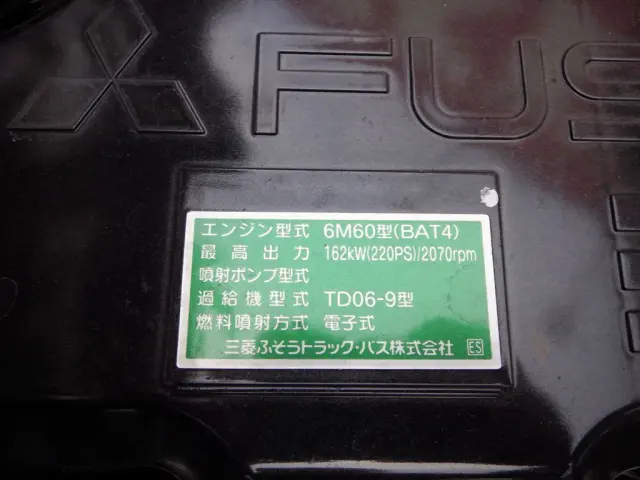 FUS
エンジン型式 6M60型(BAT4)
最高出力 162kW(220PS)/2070rpm
噴射ポンプ型式
過給機型式 TD06-9型
燃料噴射方式 電子式
三菱ふそうトラック・バス株式会社 ES